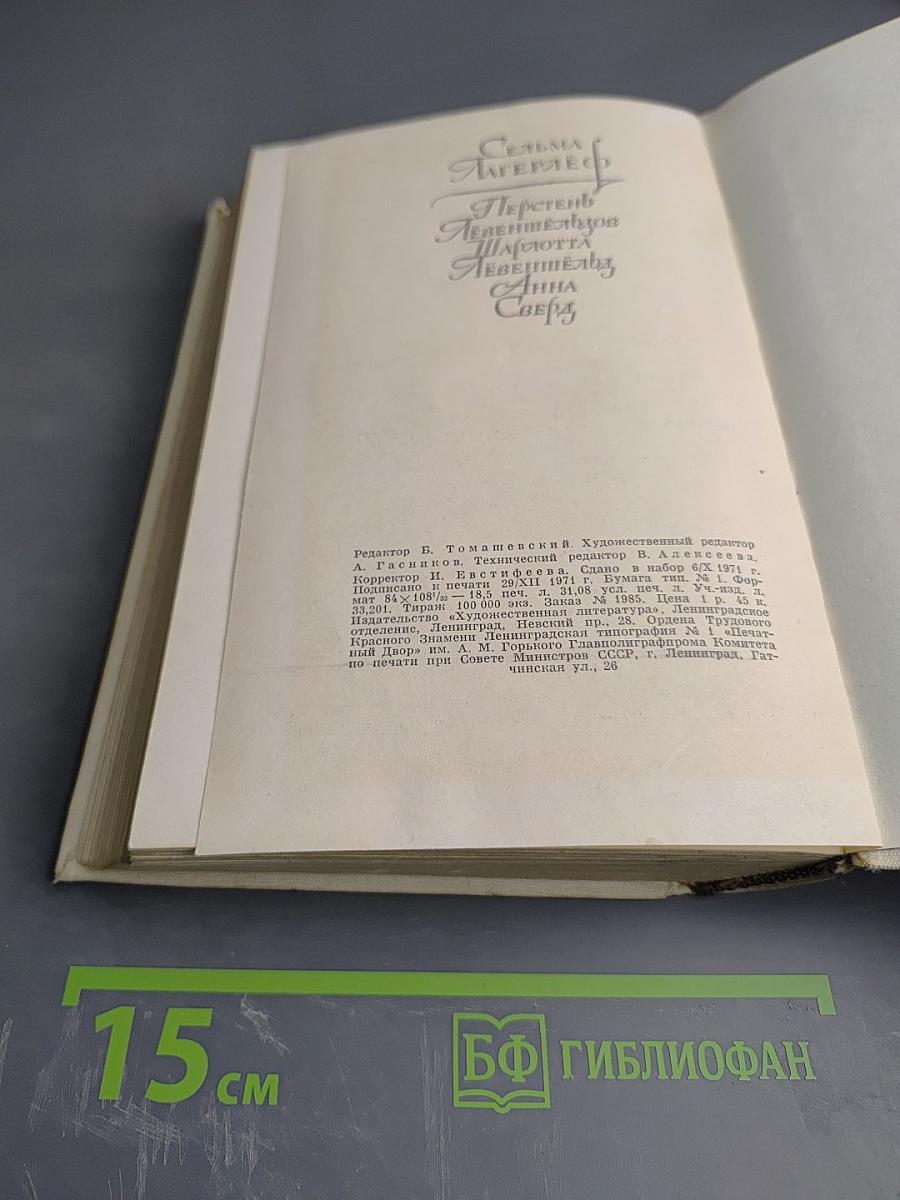 Сельма
Лагерлёф
Перстень
Лёвеншёльдов
Шарлотта
Лёвеншёльд
Анна
Сверд
Редактор Б. Томашевский. Художественный редактор
А. Гасников. Технический редактор В. Алексеева.
Корректор И. Евстифеева. Сдано в набор 6/X 1971 г.
Подписано к печати 29/XII 1971 г. Бумага тип. № 1. Фор-
мат 84×108¹/₃₂ — 18,5 печ. л. 31,08 усл. печ. л. Уч.-изд. л.
33,201. Тираж 100 000 экз. Заказ № 1985. Цена 1 р. 45 к.
Издательство «Художественная литература», Ленинградское
отделение, Ленинград, Невский пр., 28. Ордена Трудового
Красного Знамени Ленинградская типография № 1 «Печат-
ный Двор» им. А. М. Горького Главполиграфпрома Комитета
по печати при Совете Министров СССР, г. Ленинград, Гат-
чинская ул., 26
15 см
БФ ГИБЛИОФАН